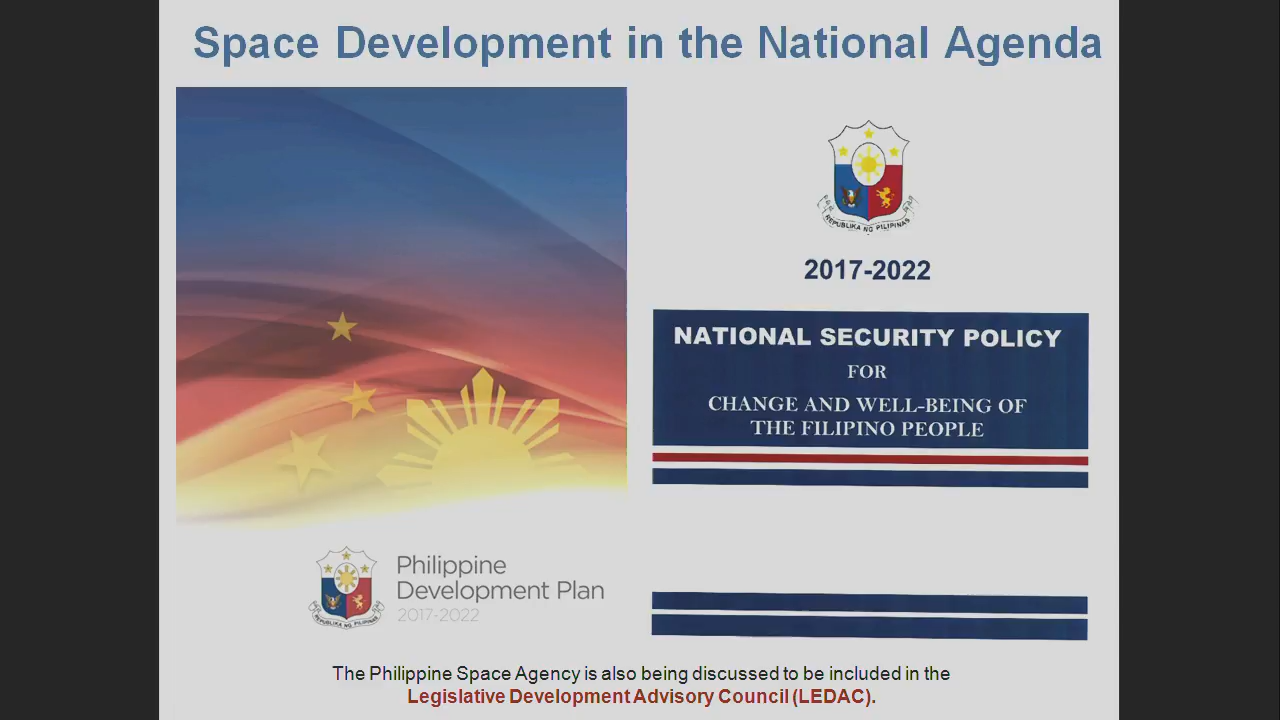 Space Development in the National Agenda
REPUBLIKA NG PILIPINAS
2017-2022
NATIONAL SECURITY POLICY
FOR
CHANGE AND WELL-BEING OF
THE FILIPINO PEOPLE
REPUBLIKA NG PILIPINAS
Philippine
Development Plan
2017-2022
The Philippine Space Agency is also being discussed to be included in the
Legislative Development Advisory Council (LEDAC).